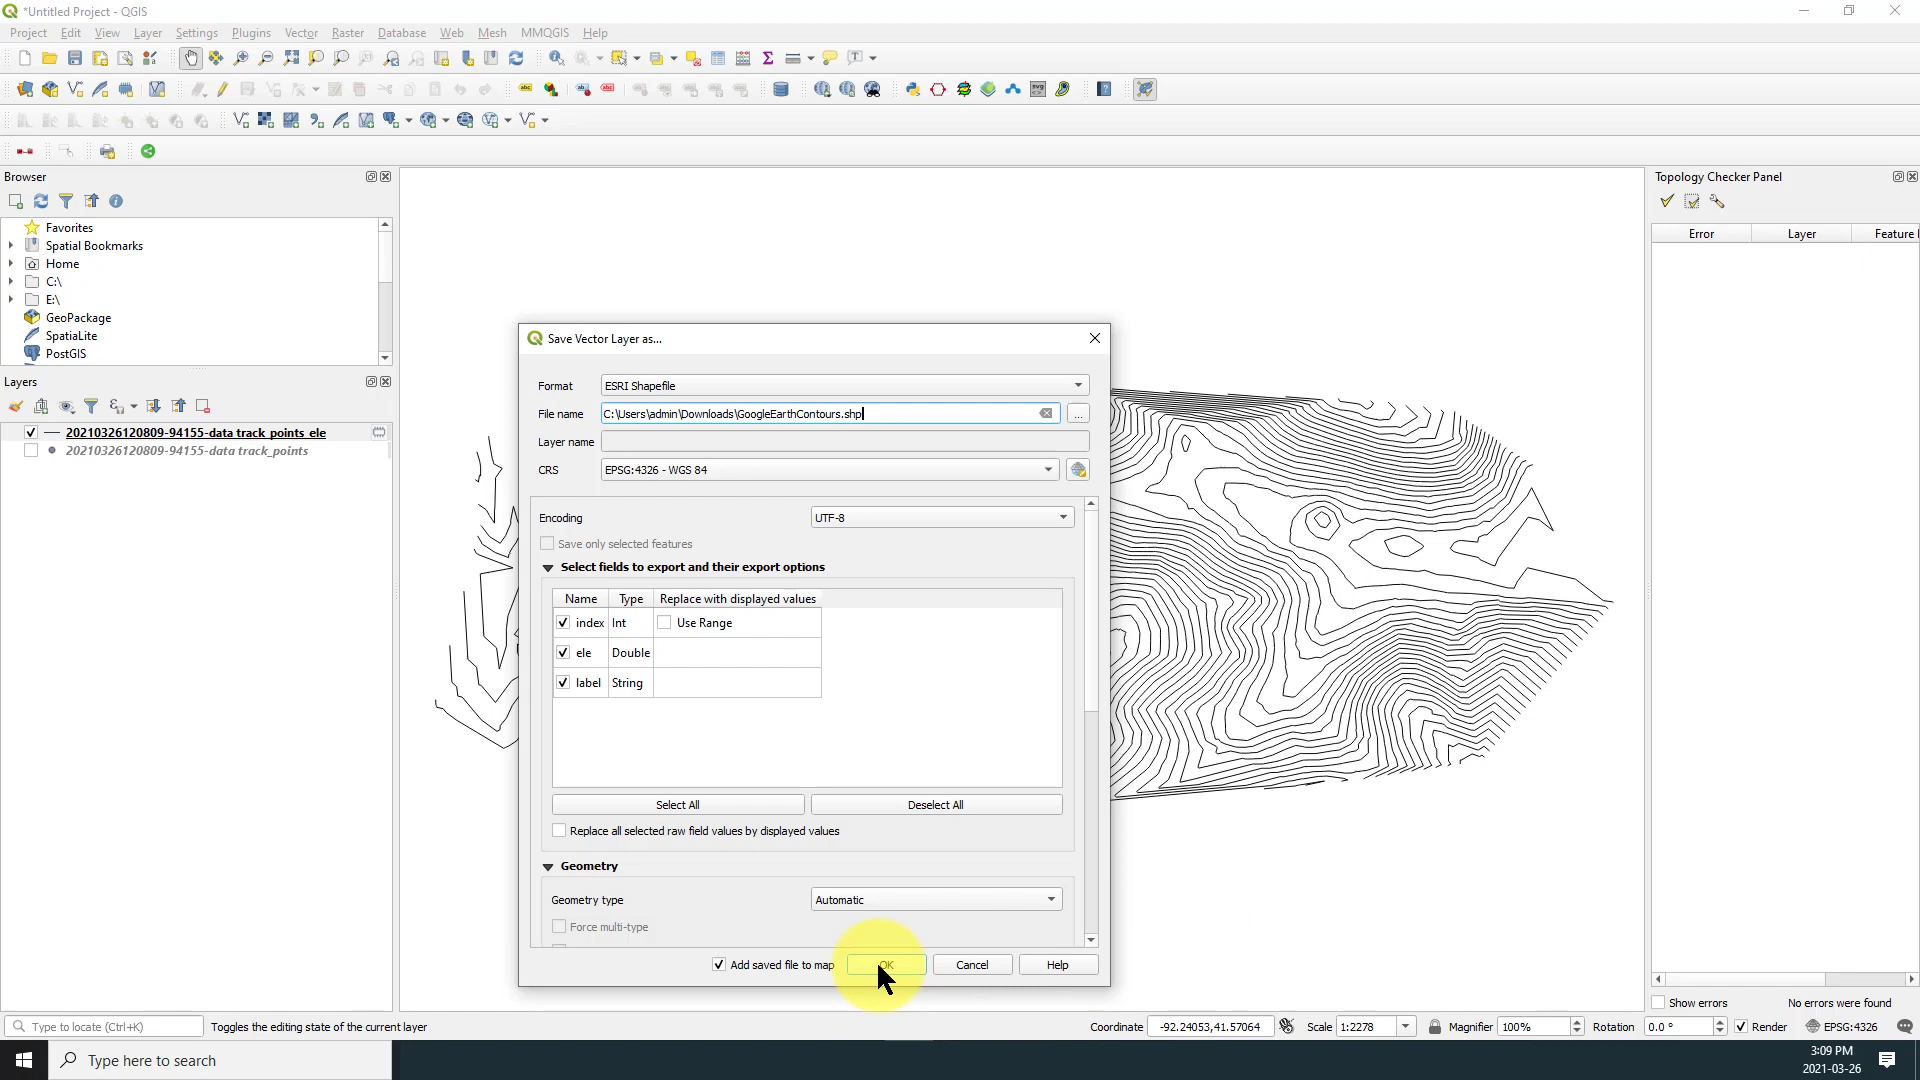 *Untitled Project - QGIS
Project Edit View Layer Settings Plugins Vector Raster Database Web Mesh MMQGIS Help
Browser
Favorites
Spatial Bookmarks
Home
C:\
E:\
GeoPackage
SpatiaLite
PostGIS
Layers
20210326120809-94155-data track_points_ele
20210326120809-94155-data track_points
Topology Checker Panel
Error Layer Feature I
Save Vector Layer as...
Format ESRI Shapefile
File name C:\Users\admin\Downloads\GoogleEarthContours.shp
...
Layer name
CRS EPSG:4326 - WGS 84
Encoding UTF-8
Save only selected features
Select fields to export and their export options
Name Type Replace with displayed values
index Int Use Range
ele Double
label String
Select All Deselect All
Replace all selected raw field values by displayed values
Geometry
Geometry type Automatic
Force multi-type
Add saved file to map OK Cancel Help
Show errors No errors were found
Type to locate (Ctrl+K) Toggles the editing state of the current layer Coordinate -92.24053,41.57064 Scale 1:2278 Magnifier 100% Rotation 0.0 ° Render EPSG:4326
Type here to search
3:09 PM
2021-03-26